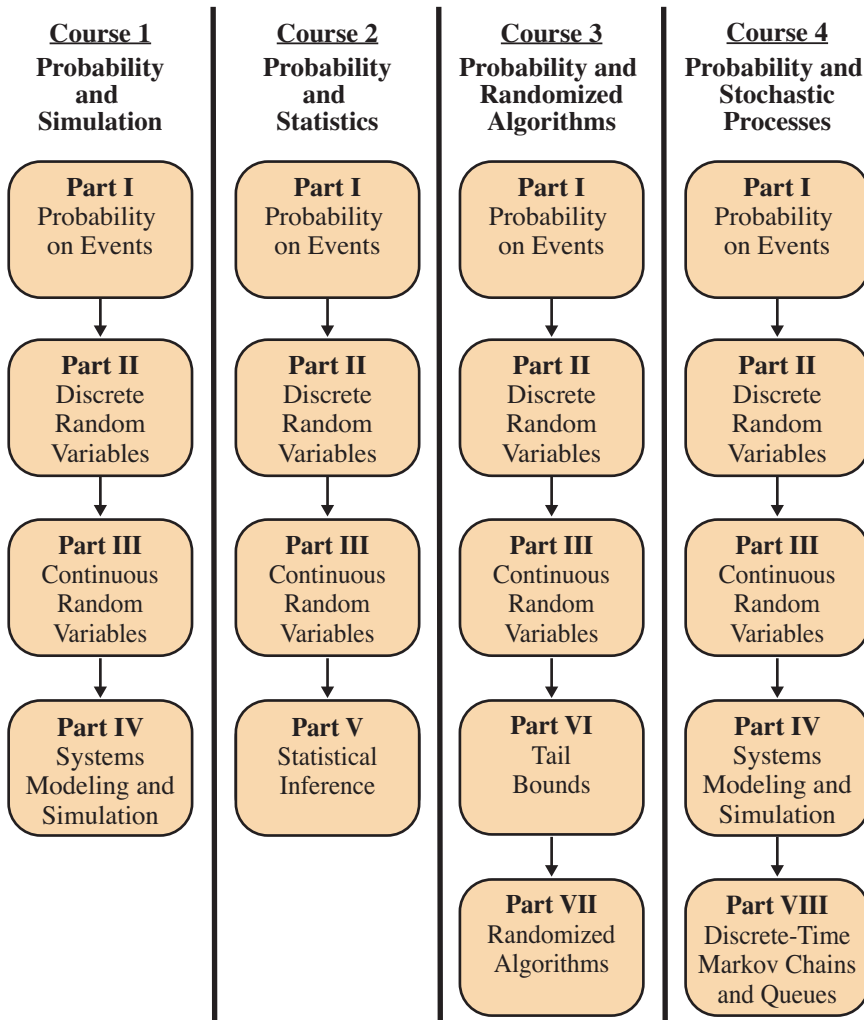 Course 1
Probability
and
Simulation
Part I
Probability
on Events
Part II
Discrete
Random
Variables
Part III
Continuous
Random
Variables
Part IV
Systems
Modeling and
Simulation
Course 2
Probability
and
Statistics
Part I
Probability
on Events
Part II
Discrete
Random
Variables
Part III
Continuous
Random
Variables
Part V
Statistical
Inference
Course 3
Probability and
Randomized
Algorithms
Part I
Probability
on Events
Part II
Discrete
Random
Variables
Part III
Continuous
Random
Variables
Part VI
Tail
Bounds
Part VII
Randomized
Algorithms
Course 4
Probability and
Stochastic
Processes
Part I
Probability
on Events
Part II
Discrete
Random
Variables
Part III
Continuous
Random
Variables
Part IV
Systems
Modeling and
Simulation
Part VIII
Discrete-Time
Markov Chains
and Queues